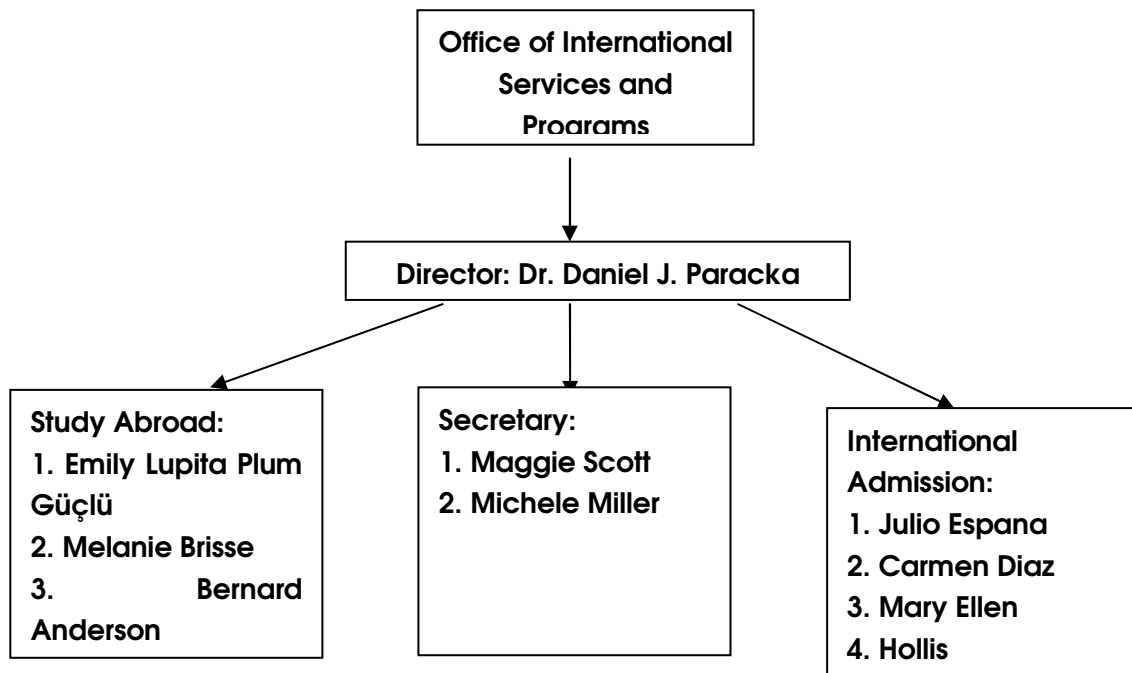 Office of International
Services and
Programs
Director: Dr. Daniel J. Paracka
Study Abroad:
1. Emily Lupita Plum
Güçlü
2. Melanie Brisse
3. Bernard
Anderson
Secretary:
1. Maggie Scott
2. Michele Miller
International
Admission:
1. Julio Espana
2. Carmen Diaz
3. Mary Ellen
4. Hollis